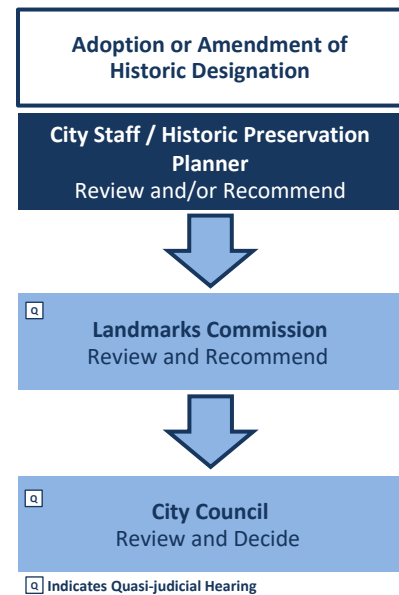 Adoption or Amendment of
Historic Designation
City Staff / Historic Preservation
Planner
Review and/or Recommend
Q
Landmarks Commission
Review and Recommend
Q
City Council
Review and Decide
Q Indicates Quasi-judicial Hearing